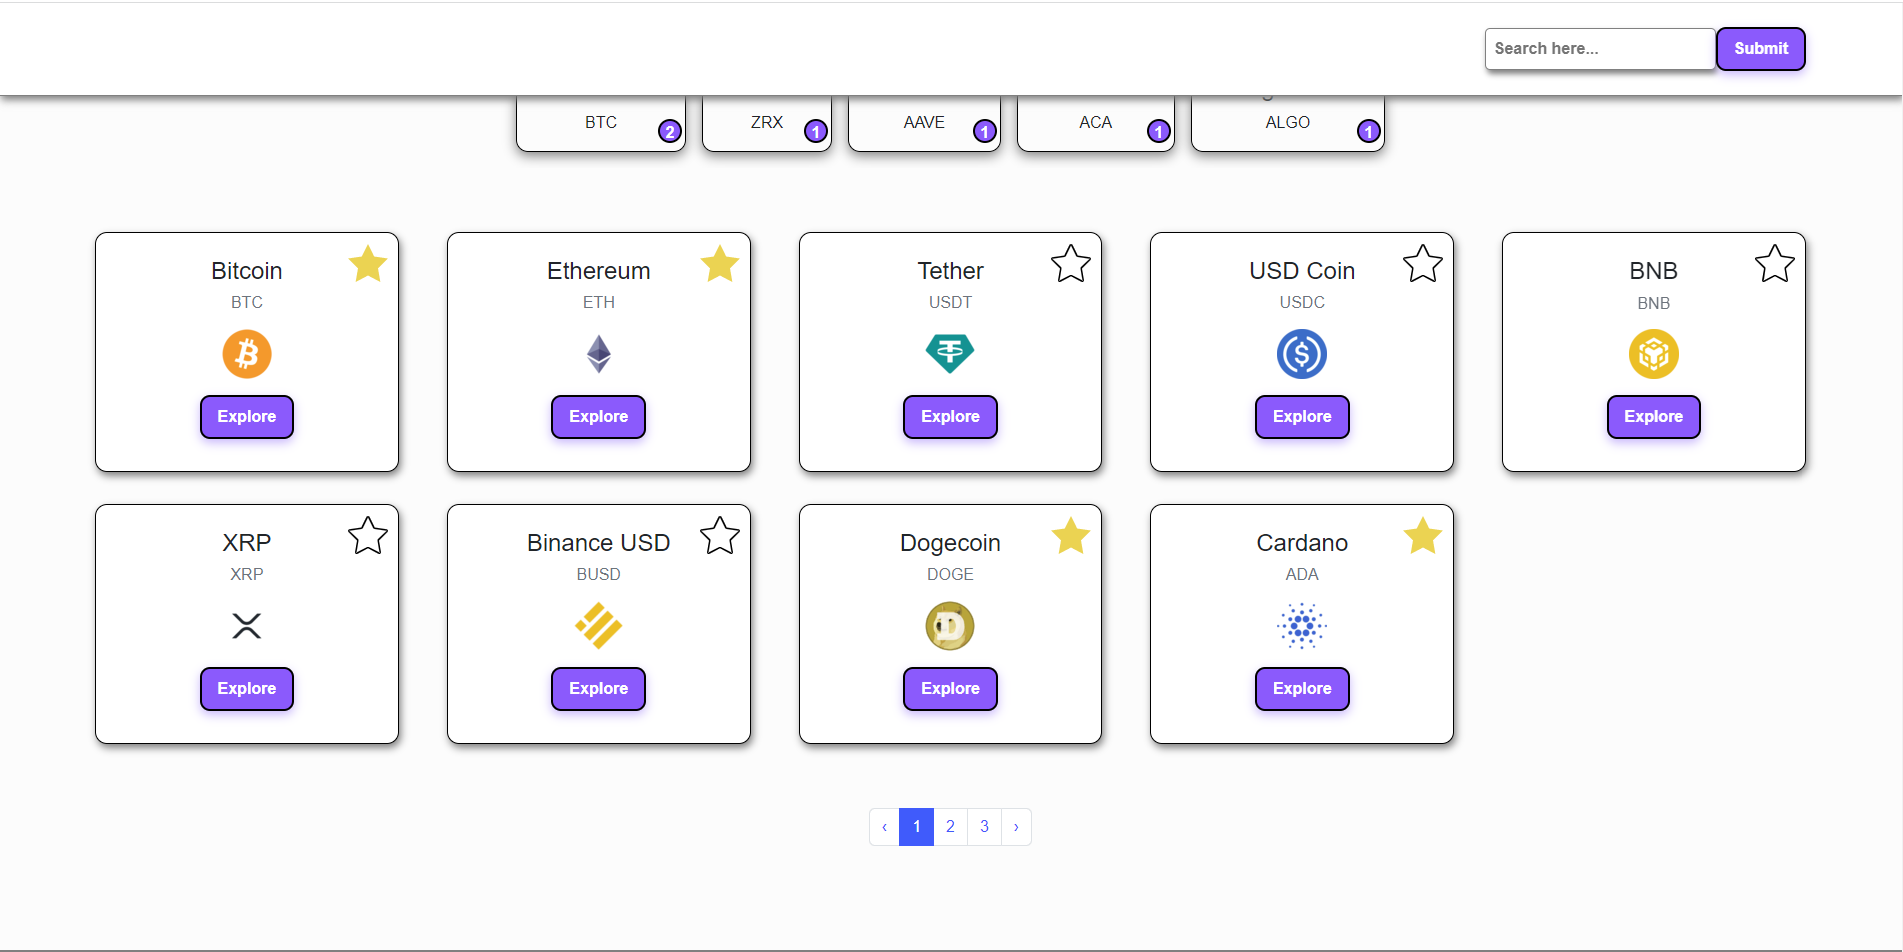 Search here... Submit
BTC 2 ZRX 1 AAVE 1 ACA 1 ALGO 1
Bitcoin Ethereum Tether USD Coin BNB
BTC ETH USDT USDC BNB
Explore Explore Explore Explore Explore
XRP Binance USD Dogecoin Cardano
XRP BUSD DOGE ADA
Explore Explore Explore Explore
‹ 1 2 3 ›